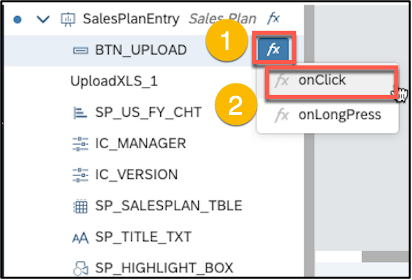 SalesPlanEntry Sales Plan fx
BTN_UPLOAD 1 fx
UploadXLS_1 fx onClick
SP_US_FY_CHT 2 fx onLongPress
IC_MANAGER
IC_VERSION
SP_SALESPLAN_TBLE
AA SP_TITLE_TXT
SP_HIGHLIGHT_BOX